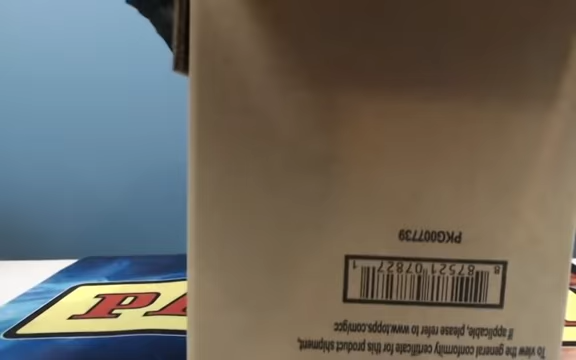 To view the general conformity certificate for this product shipment,
if applicable, please refer to www.topps.com/gcc
8 87521 07827 1
PKG007739
PA